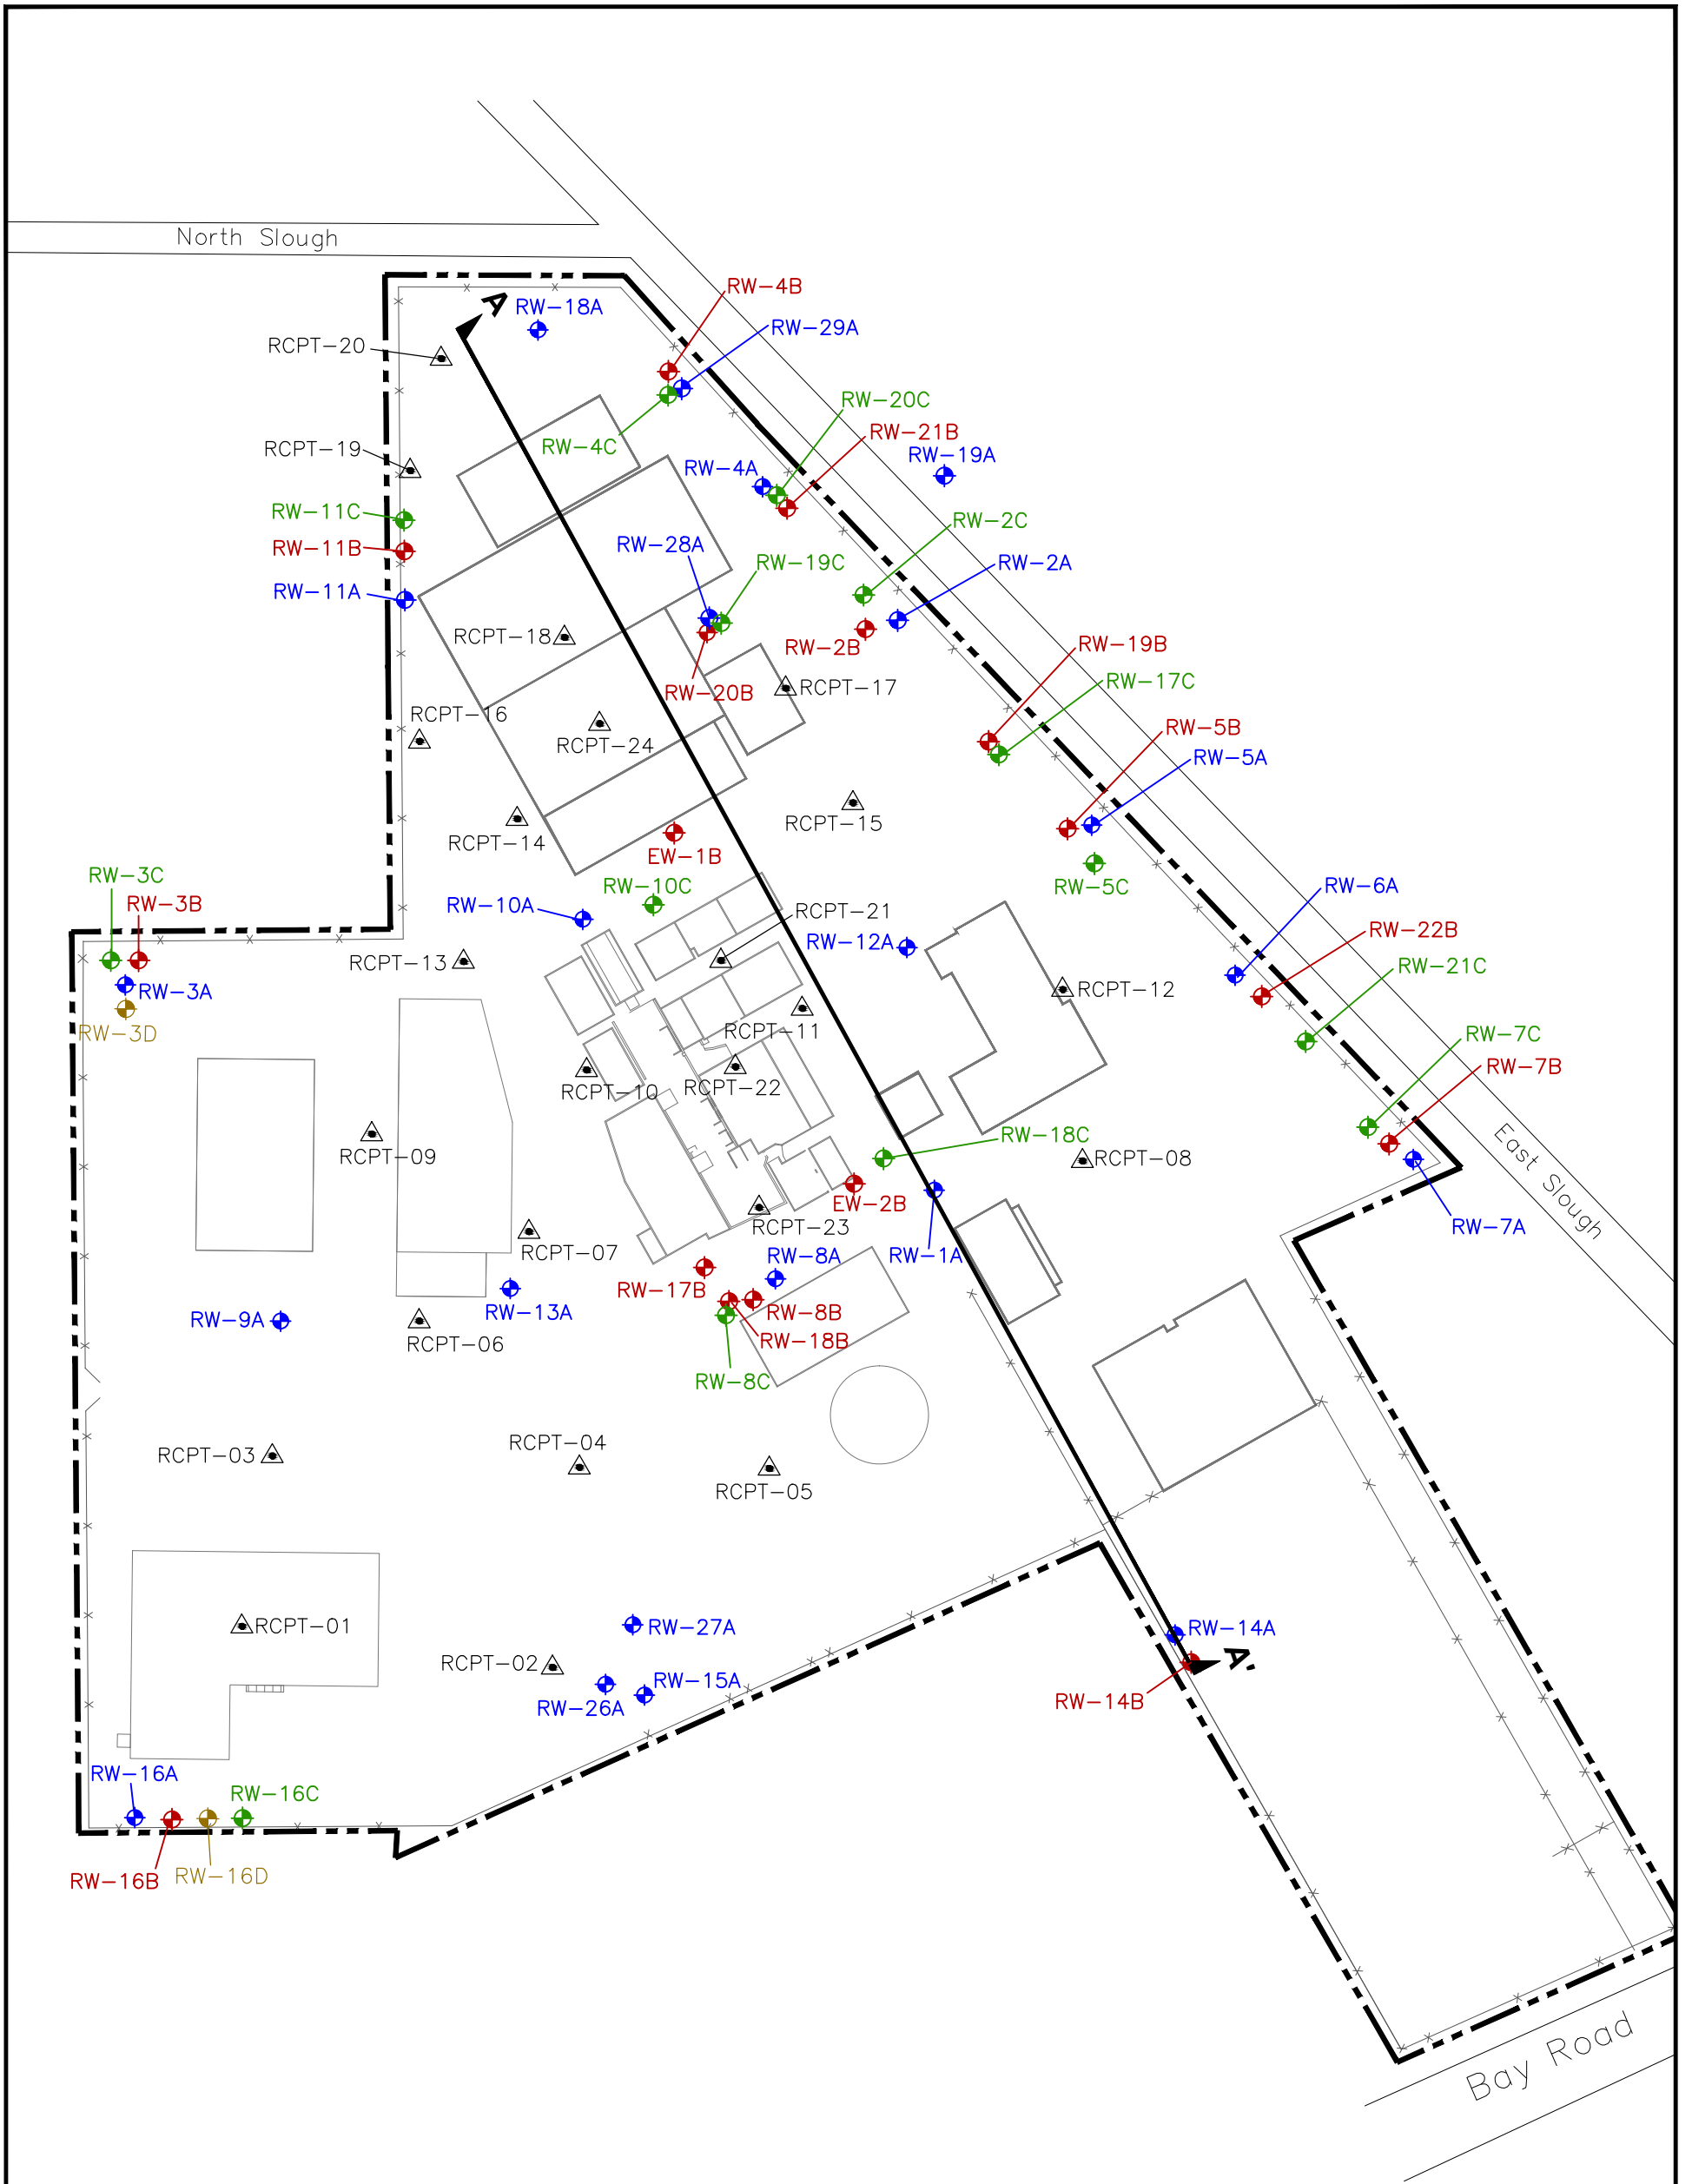 North Slough
RW-4B
A
RW-18A
RW-29A
RCPT-20
RW-20C
RW-21B
RW-4C
RCPT-19
RW-19A
RW-4A
RW-11C
RW-2C
RW-11B
RW-28A
RW-19C
RW-2A
RW-11A
RCPT-18
RW-2B
RW-19B
RW-20B
RCPT-17
RW-17C
RCPT-16
RW-5B
RCPT-24
RW-5A
RCPT-15
RCPT-14
EW-1B
RW-3C
RW-10C
RW-5C
RW-6A
RW-3B
RW-10A
RCPT-21
RW-22B
RW-12A
RCPT-13
RW-21C
RW-3A
RCPT-12
RW-3D
RCPT-11
RW-7C
RW-7B
RCPT-10
RCPT-22
RW-18C
RCPT-09
RCPT-08
East Slough
EW-2B
RCPT-23
RW-7A
RCPT-07
RW-8A
RW-1A
RW-17B
RW-13A
RW-8B
RW-9A
RCPT-06
RW-18B
RW-8C
RCPT-04
RCPT-03
RCPT-05
RCPT-01
RW-27A
RW-14A
A'
RCPT-02
RW-15A
RW-26A
RW-14B
RW-16A
RW-16C
RW-16B
RW-16D
Bay Road